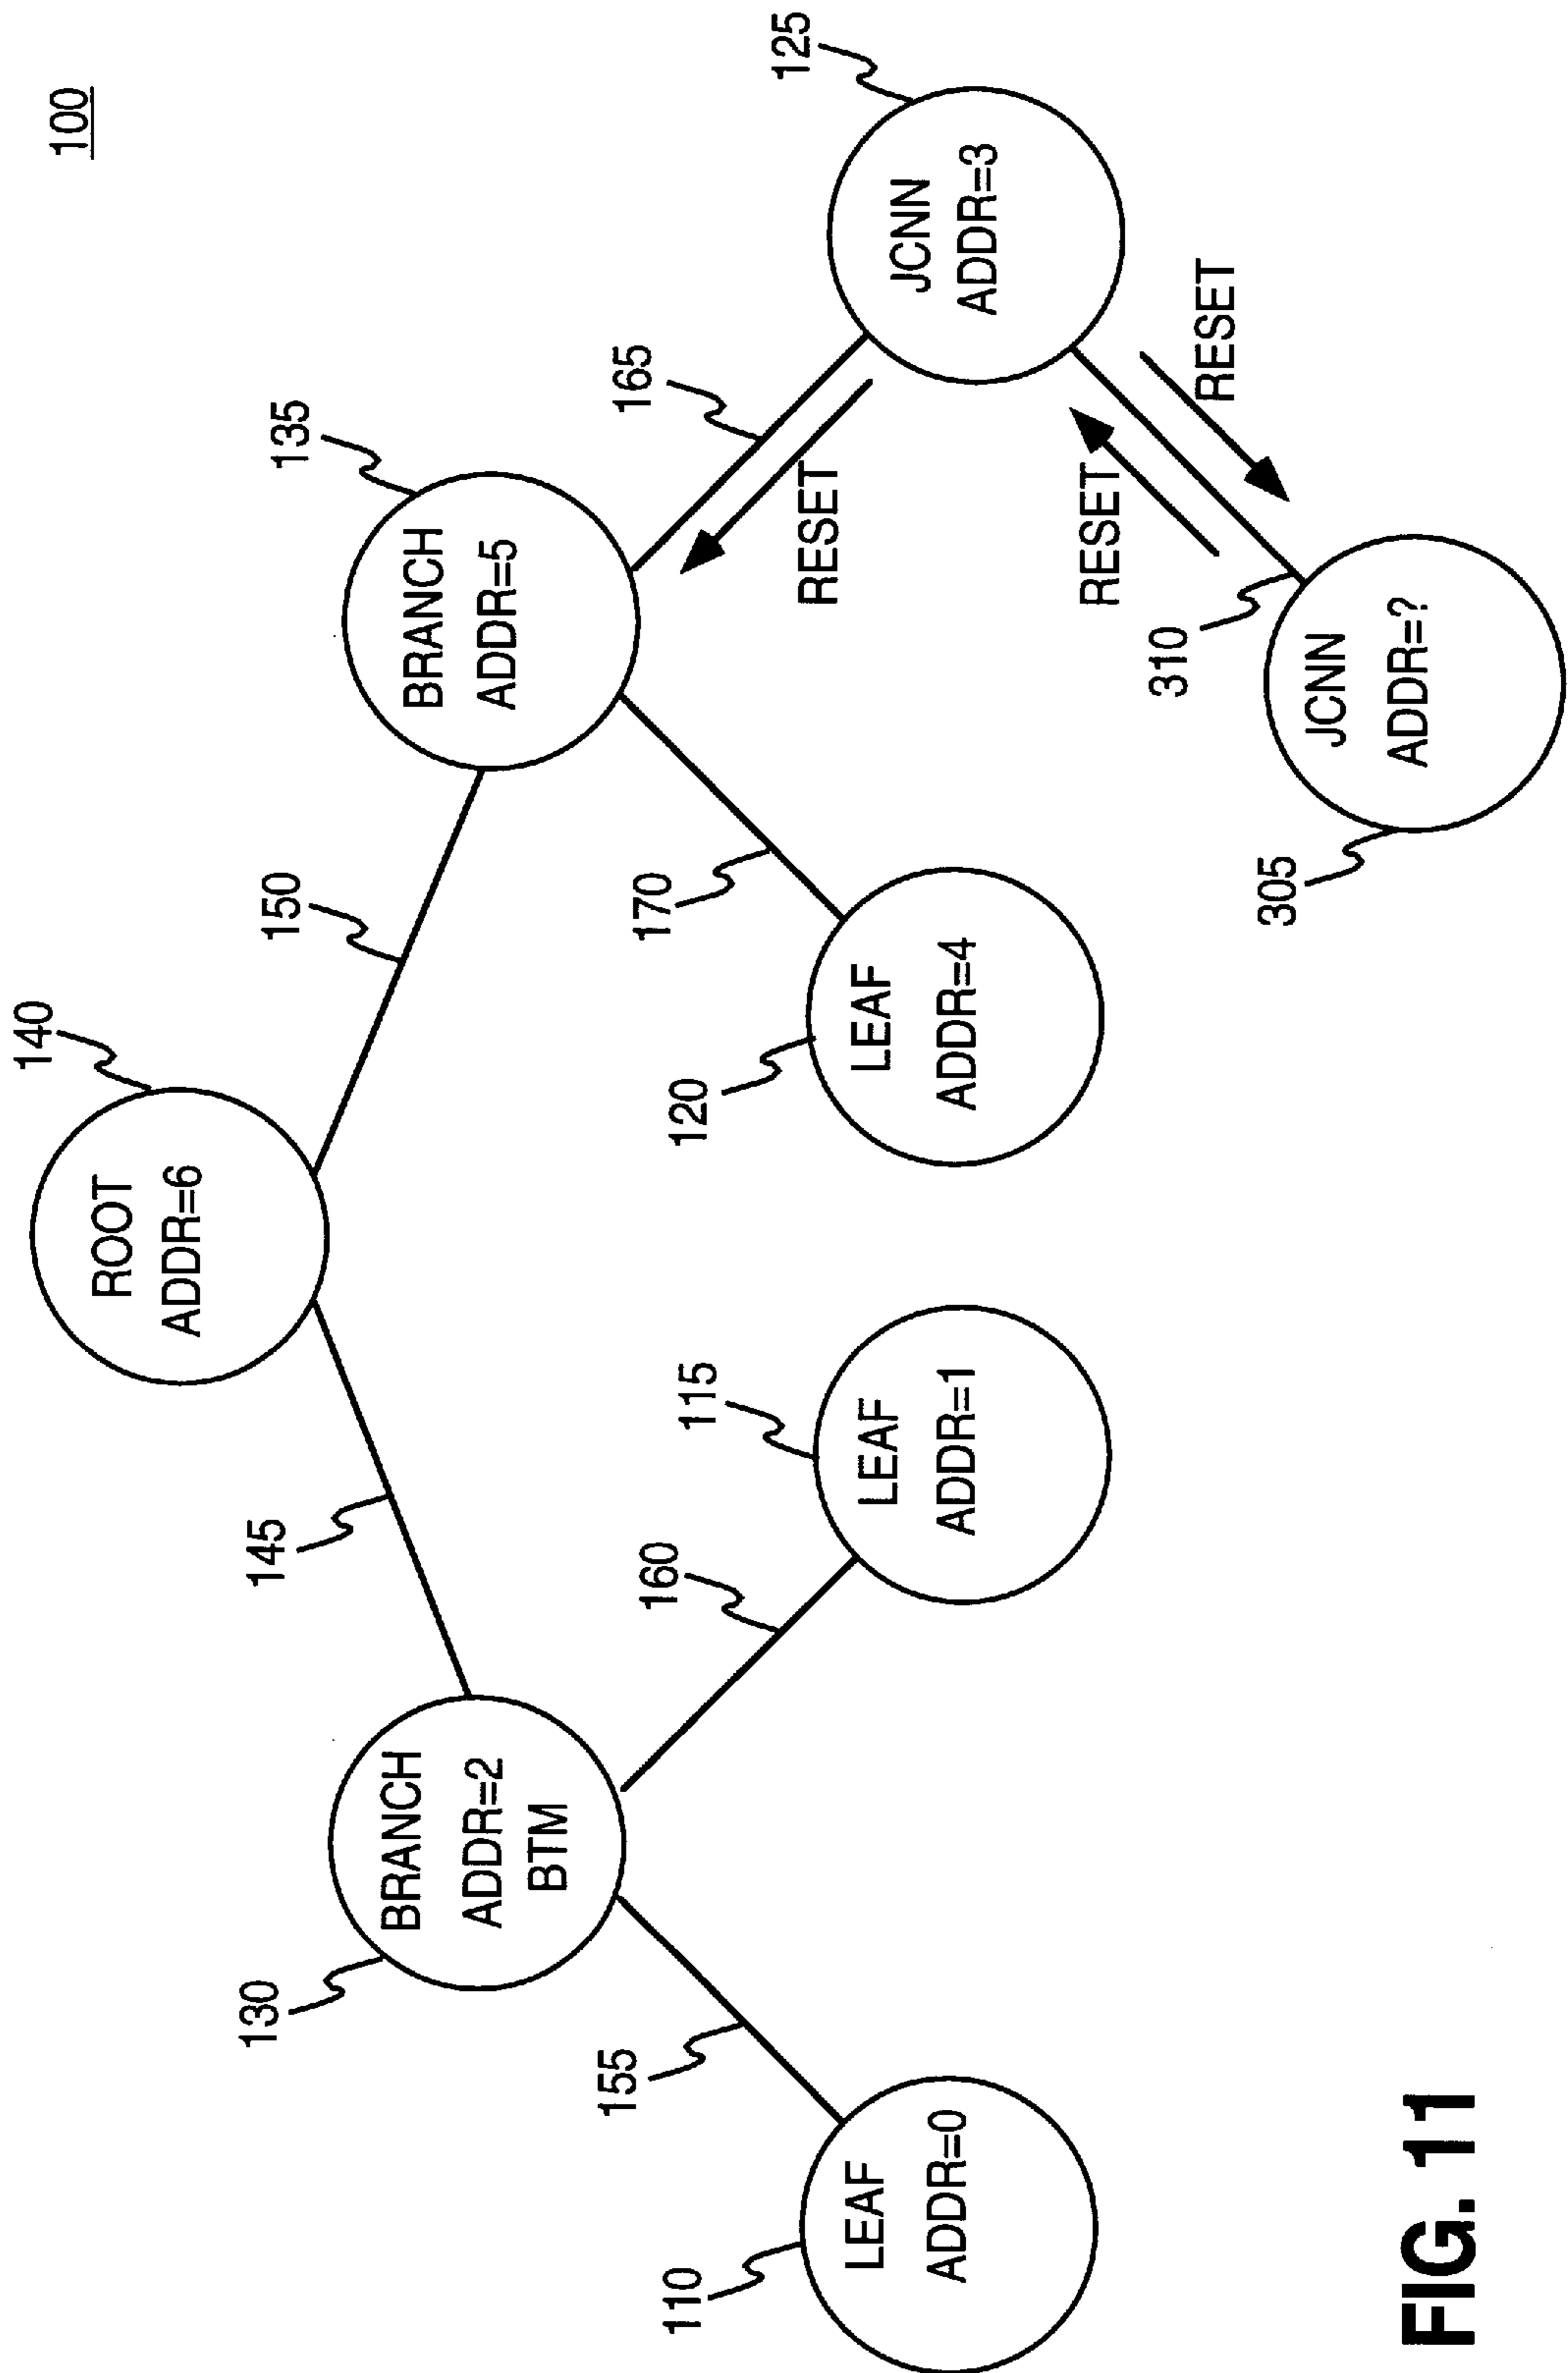 100
140
ROOT
ADDR=6
145
150
130
BRANCH
ADDR=2
BTM
135
BRANCH
ADDR=5
155
160
170
165
RESET
110
LEAF
ADDR=0
115
LEAF
ADDR=1
120
LEAF
ADDR=4
125
JCNN
ADDR=3
RESET
RESET
310
305
JCNN
ADDR=?
FIG. 11